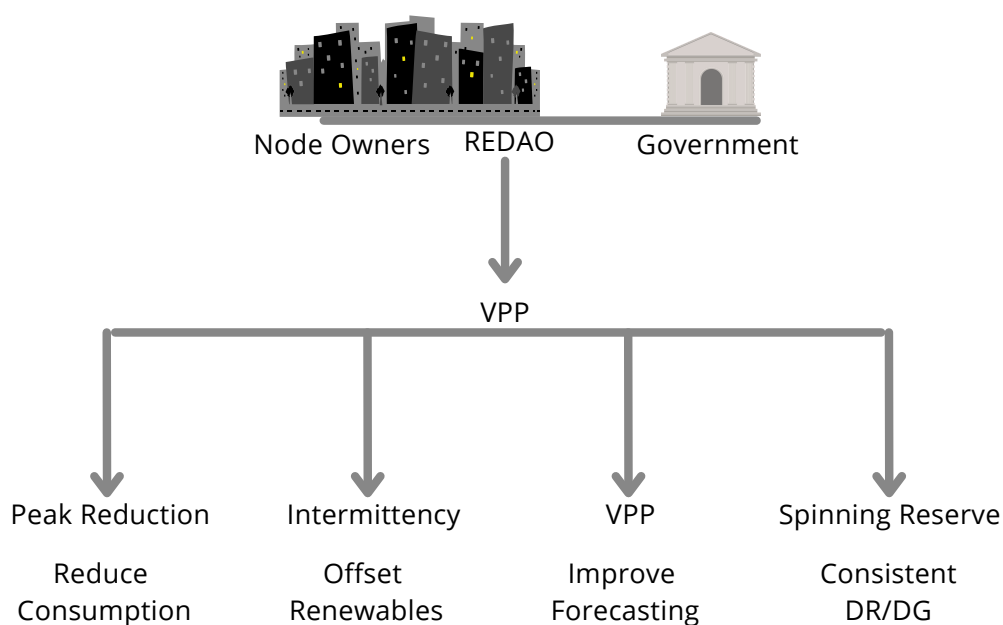 Node Owners REDAO Government
VPP
Peak Reduction Intermittency VPP Spinning Reserve
Reduce Offset Improve Consistent
Consumption Renewables Forecasting DR/DG